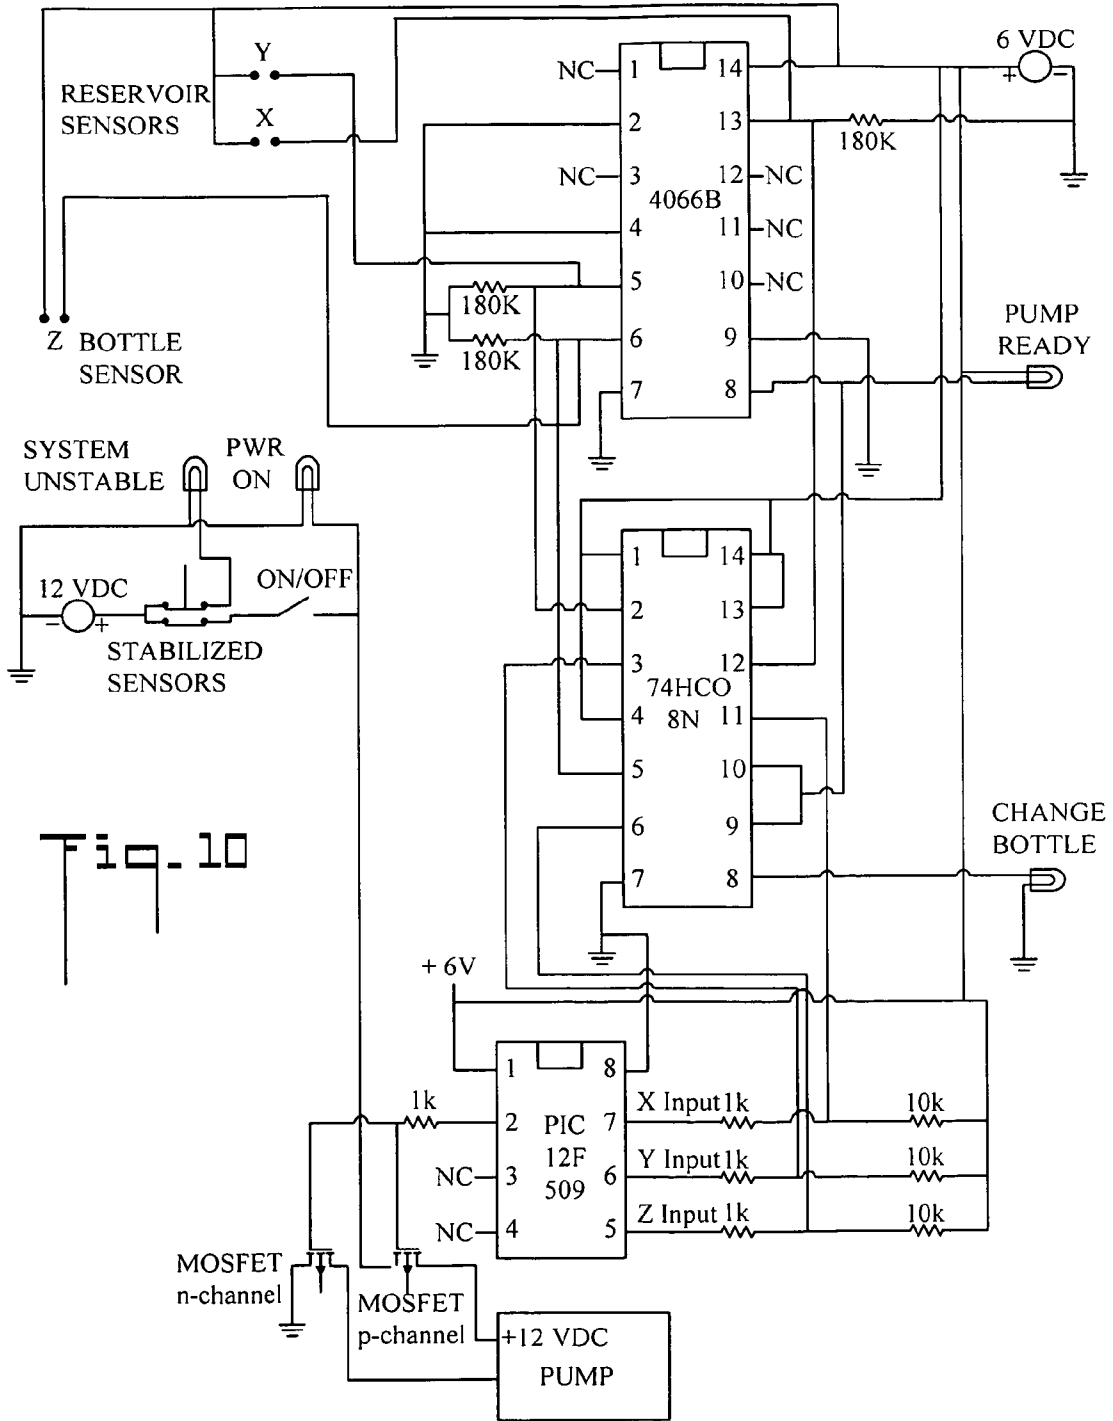 Y
6 VDC
+ −
RESERVOIR
SENSORS
X
NC 1 14
2 13
180K
NC 3 12 NC
4066B
4 11 NC
5 10 NC
180K
6 9
180K
7 8
Z BOTTLE
SENSOR
PUMP
READY
SYSTEM
UNSTABLE
PWR
ON
12 VDC
− +
ON/OFF
STABILIZED
SENSORS
1 14
2 13
3 12
74HCO
8N
4 11
5 10
6 9
7 8
CHANGE
BOTTLE
Fig. 10
+ 6V
1 8
1k
2 7
X Input 1k 10k
PIC
12F
509
NC 3 6
Y Input 1k 10k
NC 4 5
Z Input 1k 10k
MOSFET
n-channel
MOSFET
p-channel
+12 VDC
PUMP